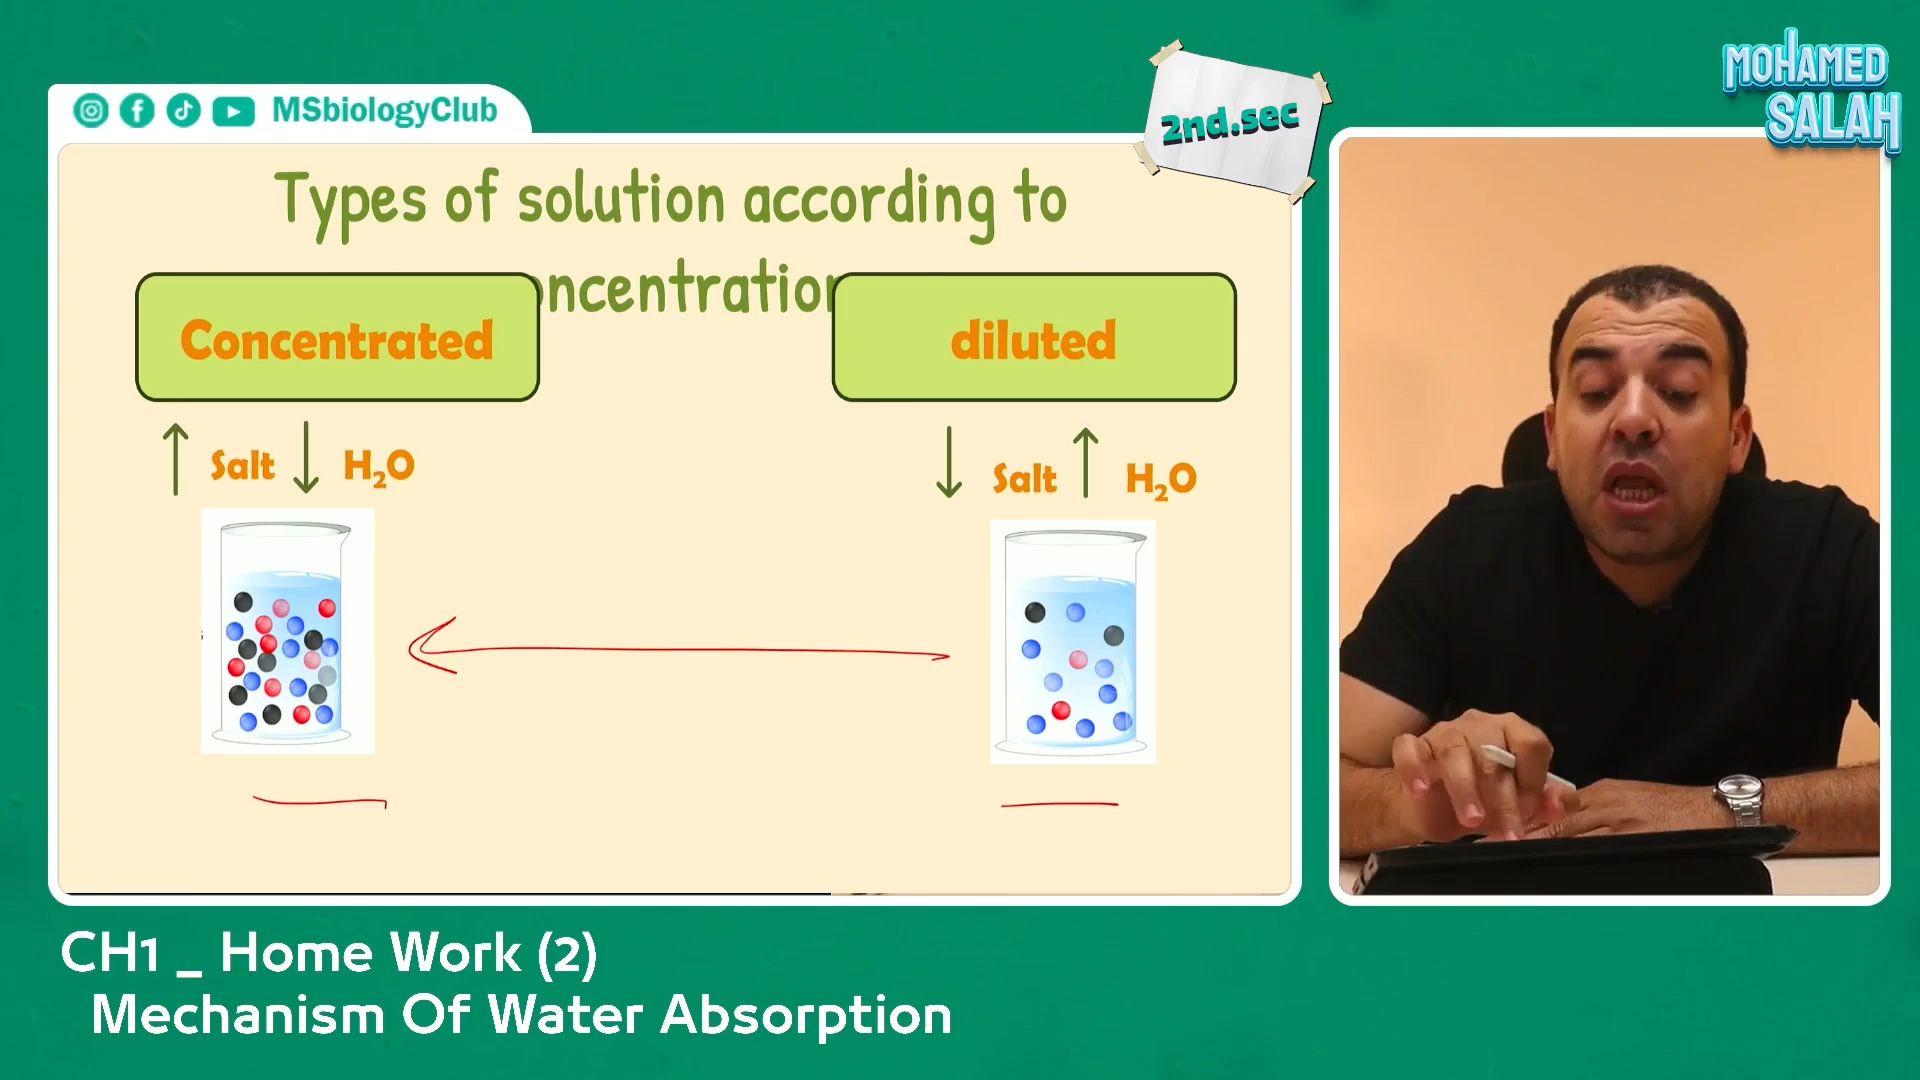 MOHAMED
SALAH
MSbiologyClub
2nd.sec
Types of solution according to
oncentration
Concentrated
diluted
↑ Salt ↓ H₂O
↓ Salt ↑ H₂O
CH1 _ Home Work (2)
Mechanism Of Water Absorption